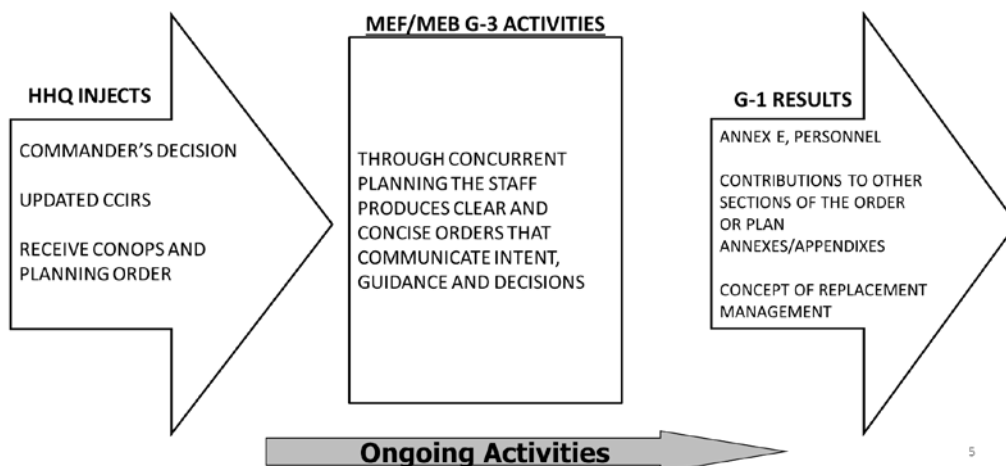 MEF/MEB G-3 ACTIVITIES
HHQ INJECTS
COMMANDER'S DECISION
UPDATED CCIRS
RECEIVE CONOPS AND
PLANNING ORDER
THROUGH CONCURRENT
PLANNING THE STAFF
PRODUCES CLEAR AND
CONCISE ORDERS THAT
COMMUNICATE INTENT,
GUIDANCE AND DECISIONS
G-1 RESULTS
ANNEX E, PERSONNEL
CONTRIBUTIONS TO OTHER
SECTIONS OF THE ORDER
OR PLAN
ANNEXES/APPENDIXES
CONCEPT OF REPLACEMENT
MANAGEMENT
Ongoing Activities
5